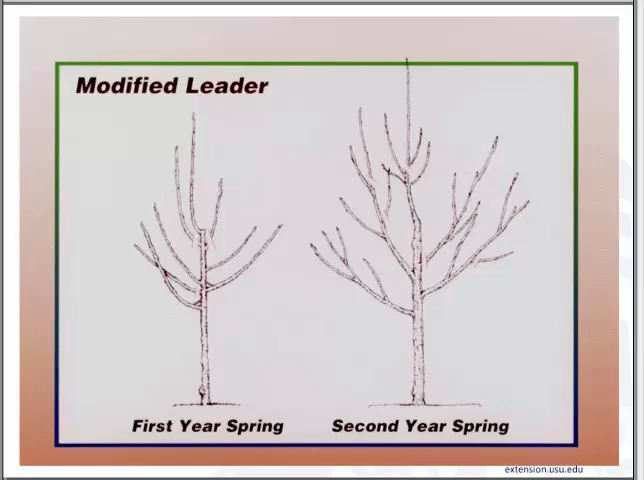 Modified Leader
First Year Spring
Second Year Spring
extension.usu.edu